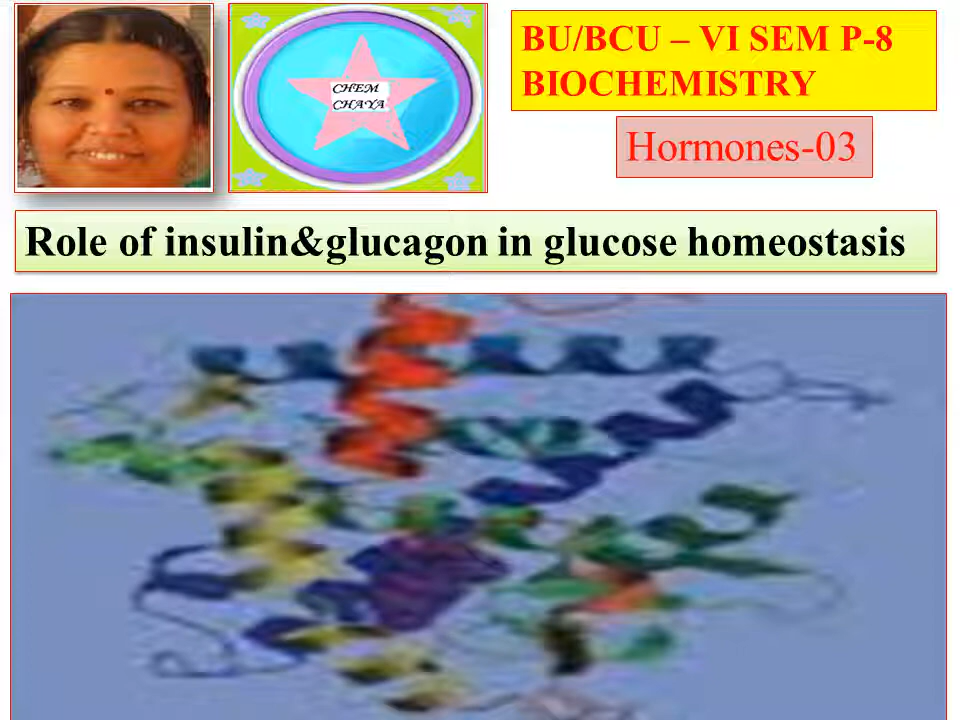 CHEM
CHAYA
BU/BCU – VI SEM P-8
BIOCHEMISTRY
Hormones-03
Role of insulin&glucagon in glucose homeostasis